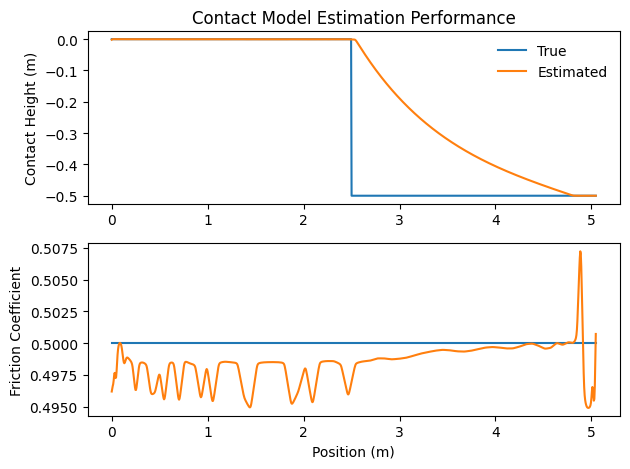 Contact Model Estimation Performance
Contact Height (m)
0.0
−0.1
−0.2
−0.3
−0.4
−0.5
True
Estimated
0 1 2 3 4 5
Friction Coefficient
0.5075
0.5050
0.5025
0.5000
0.4975
0.4950
0 1 2 3 4 5
Position (m)